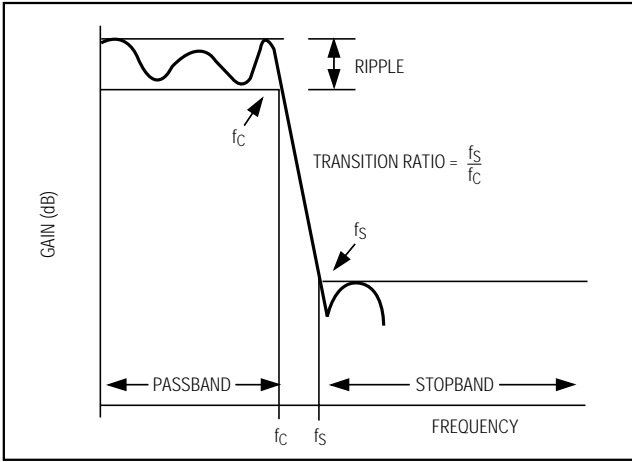 RIPPLE
fC
TRANSITION RATIO = fS
fC
GAIN (dB)
fS
PASSBAND
STOPBAND
fC
fS
FREQUENCY